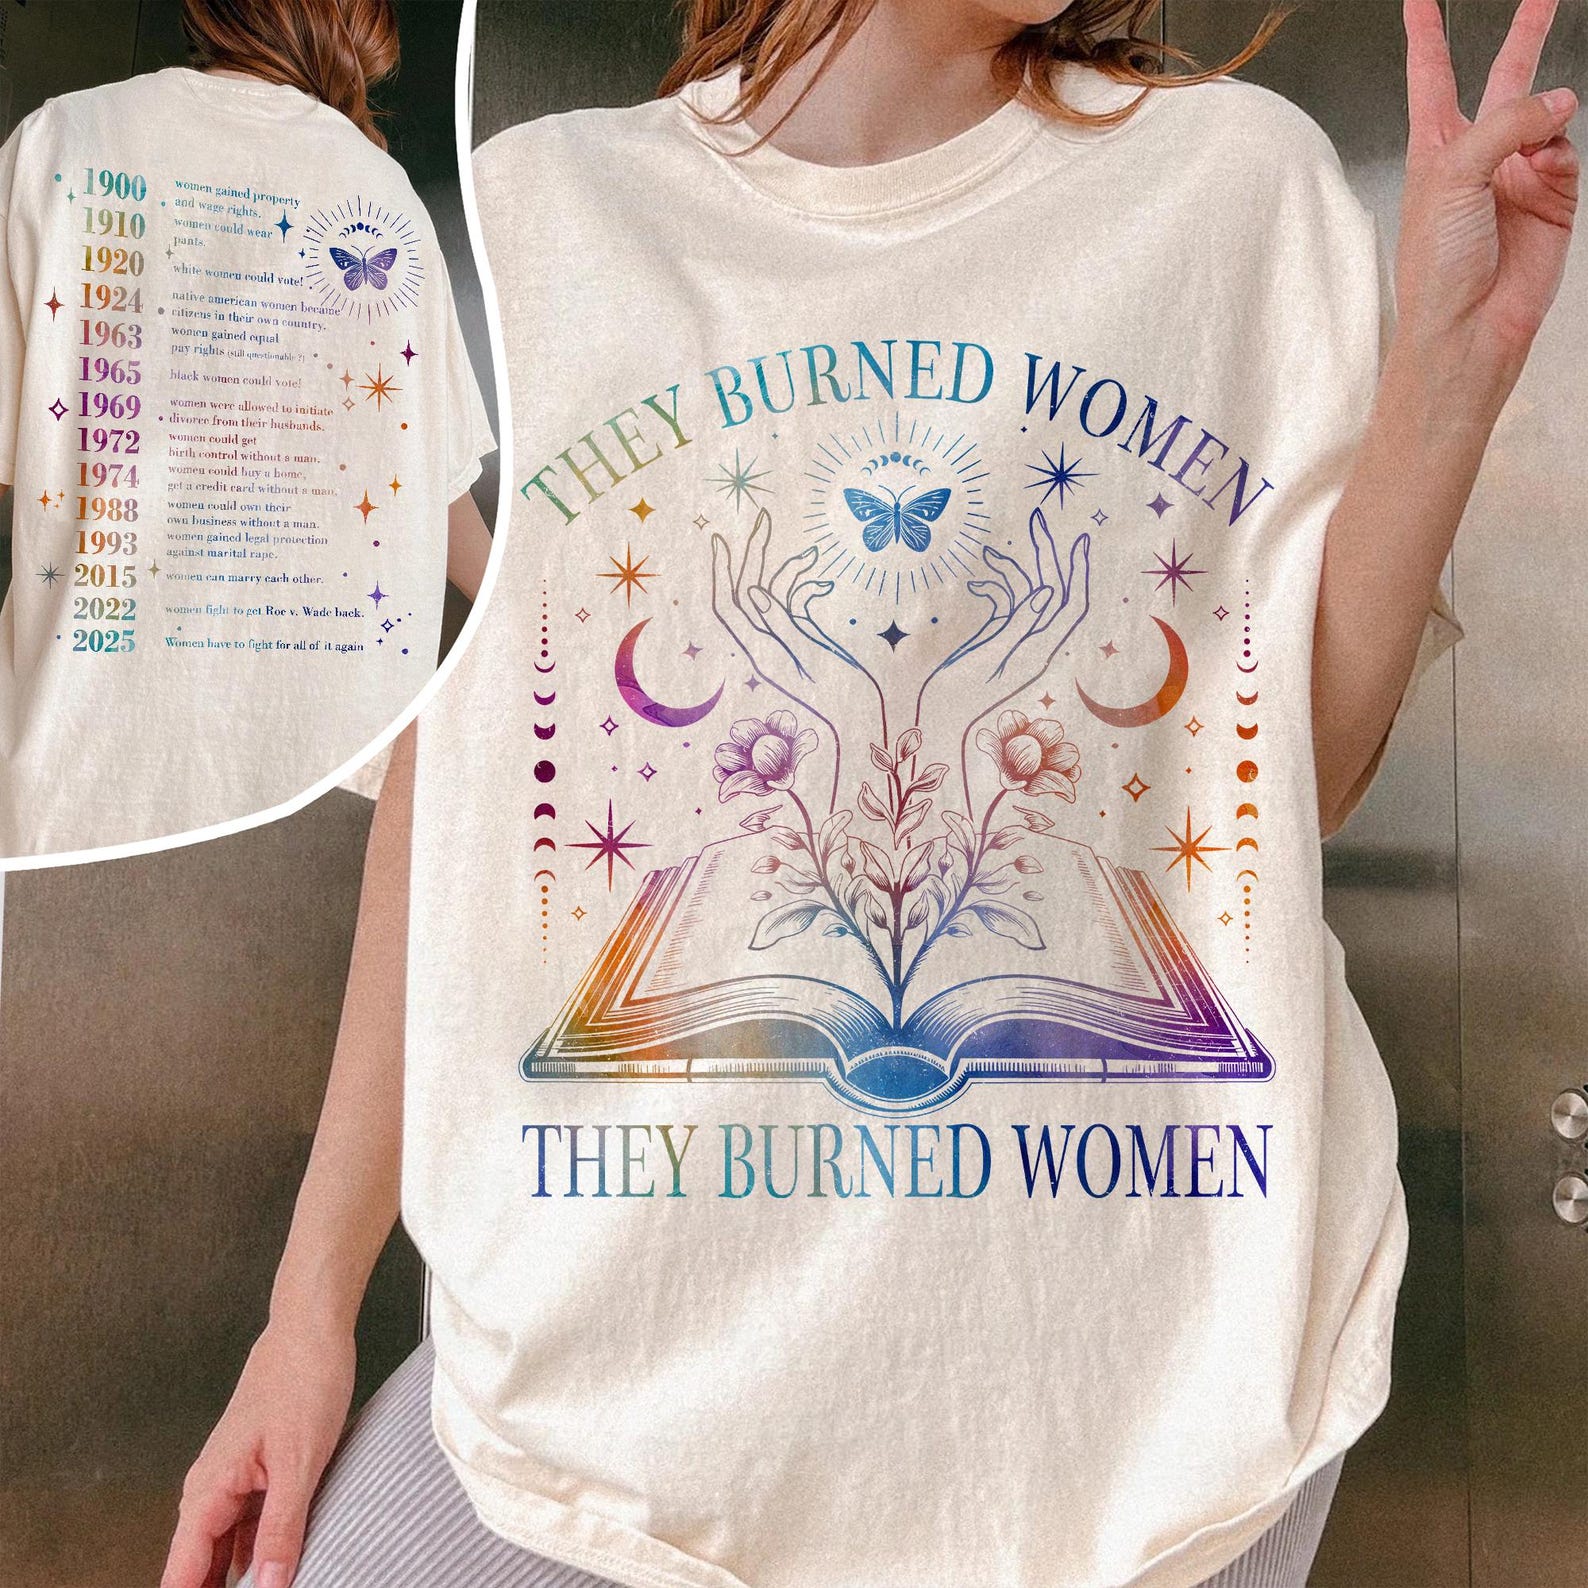 1900 women gained property
and wage rights.
1910 women could wear
pants.
1920 white women could vote!
1924 native american women became
citizens in their own country.
1963 women gained equal
pay rights (still questionable ?)
1965 black women could vote!
1969 women were allowed to initiate
divorce from their husbands.
1972 women could get
birth control without a man.
1974 women could buy a home,
get a credit card without a man.
1988 women could own their
own business without a man.
1993 women gained legal protection
against marital rape.
2015 women can marry each other.
2022 women fight to get Roe v. Wade back.
2025 Women have to fight for all of it again
THEY BURNED WOMEN
THEY BURNED WOMEN